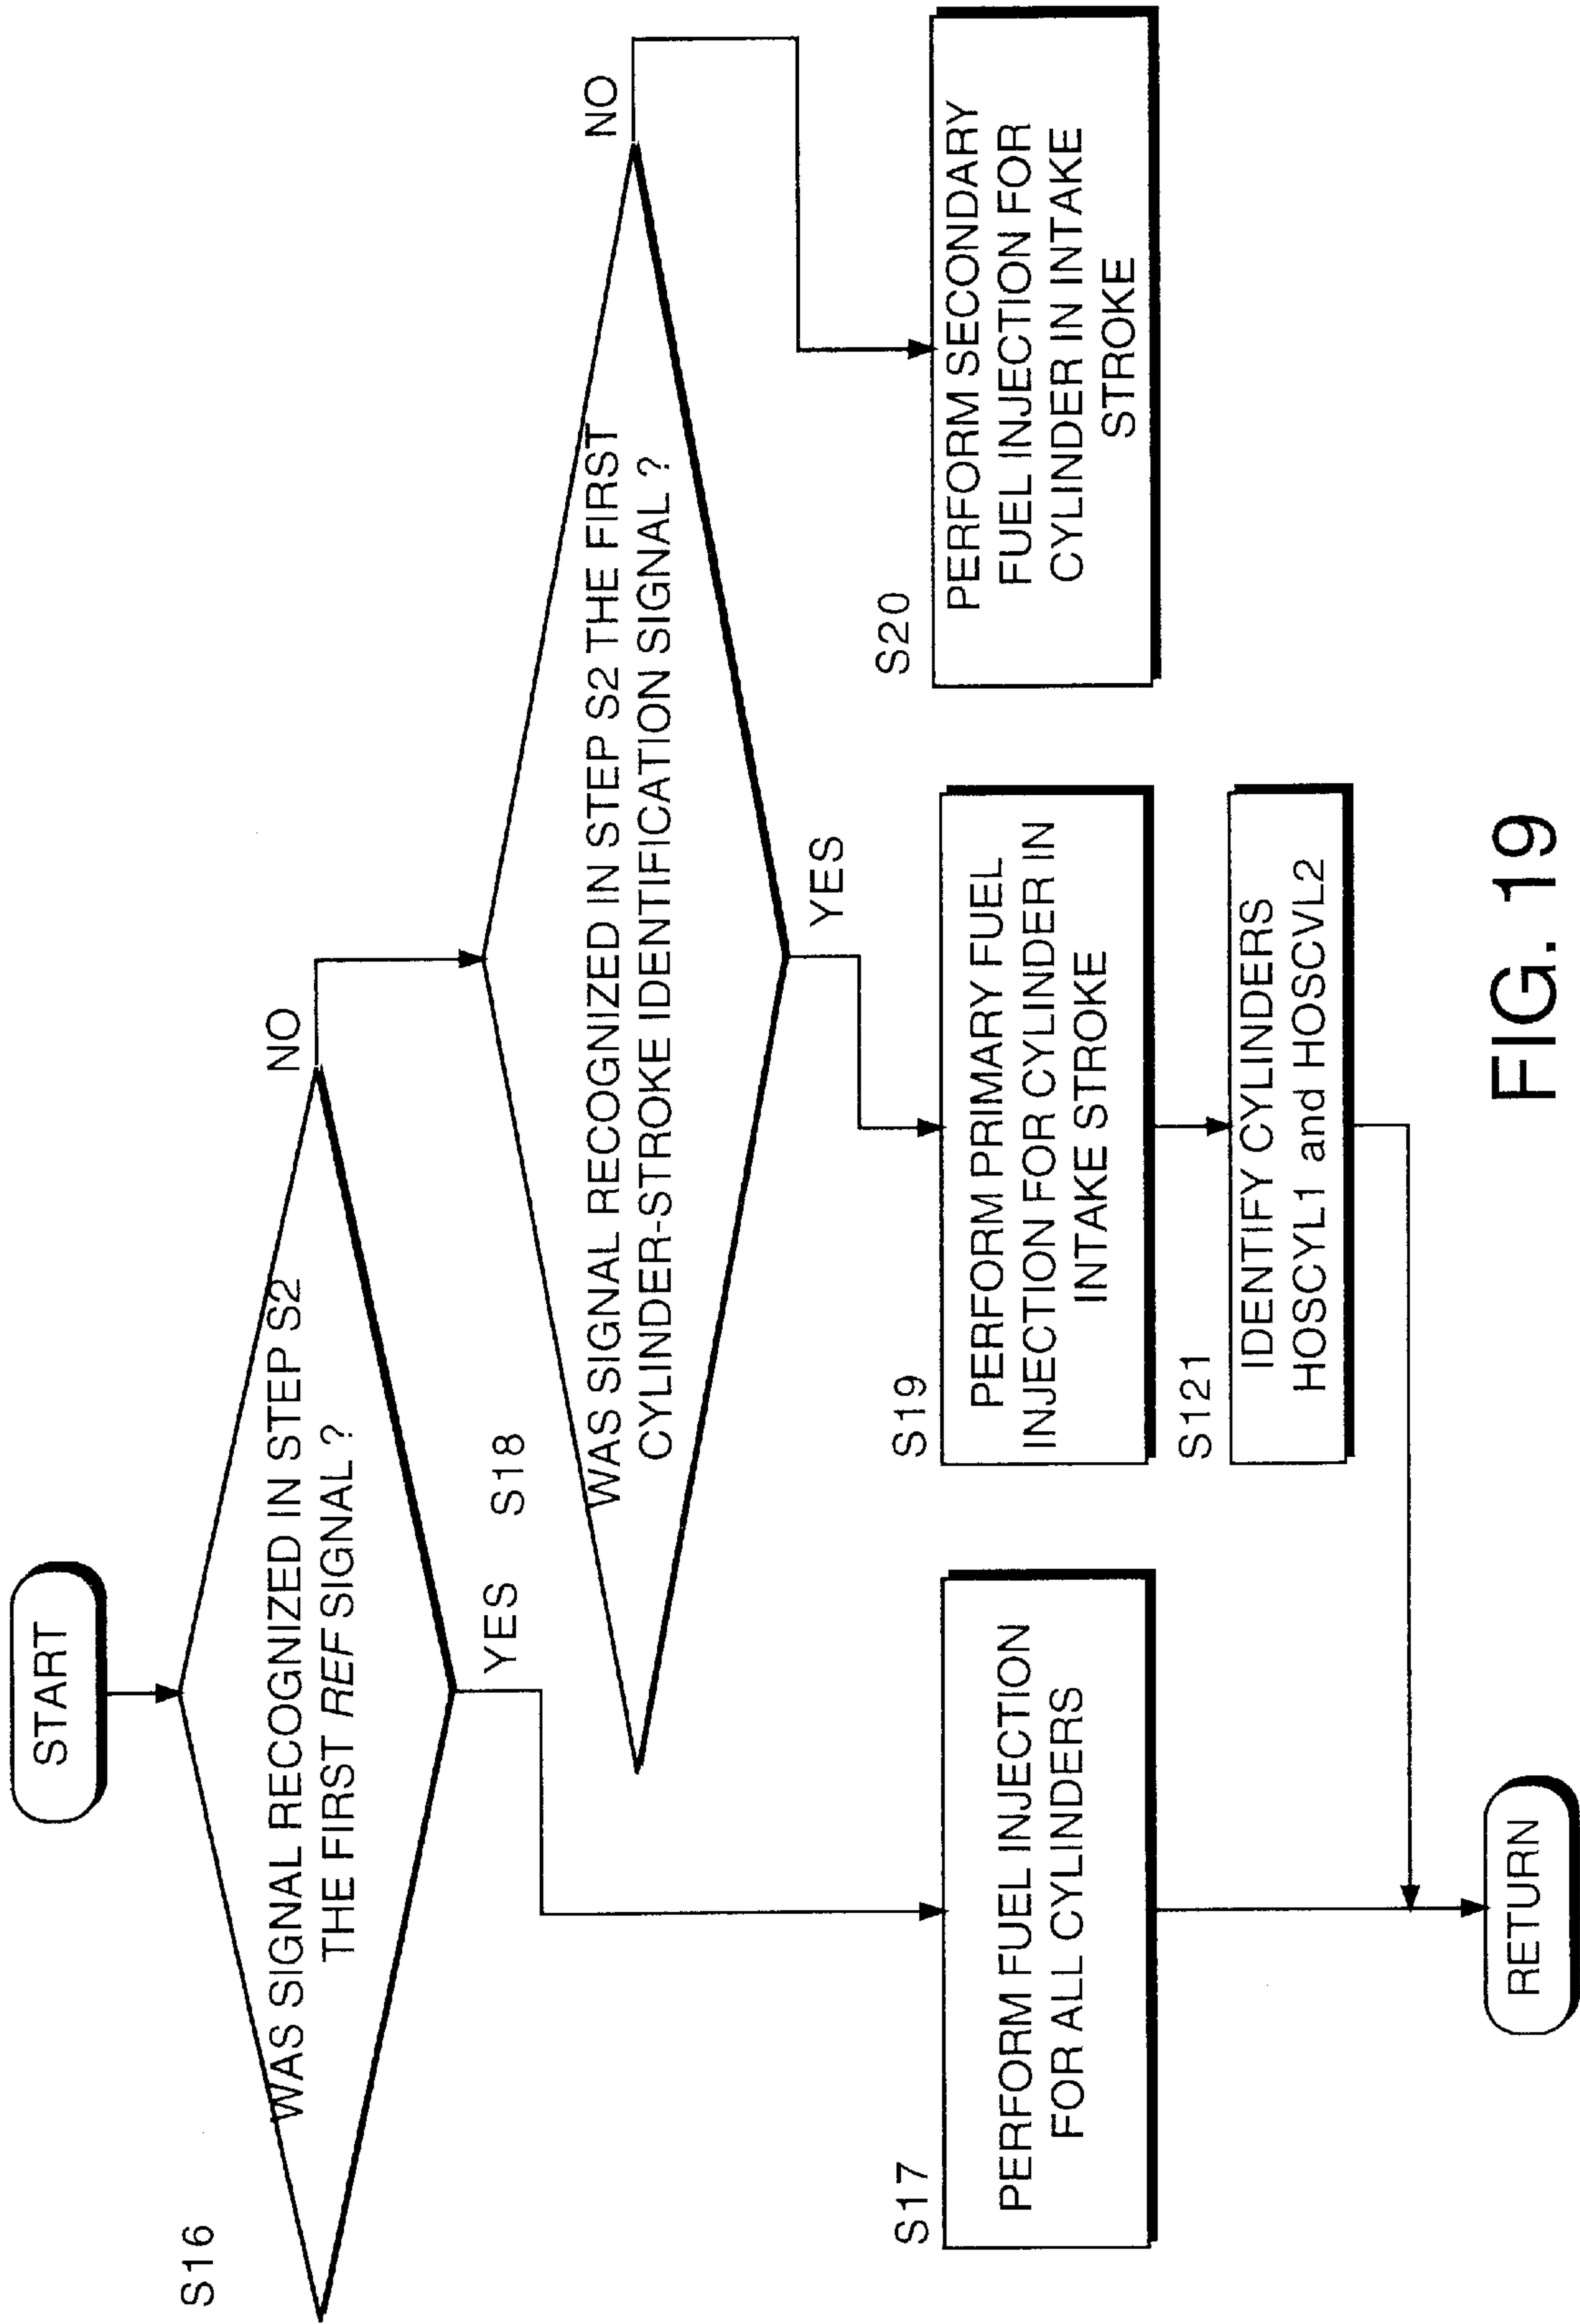 START
S16
WAS SIGNAL RECOGNIZED IN STEP S2
THE FIRST REF SIGNAL ?
NO
YES
S18
WAS SIGNAL RECOGNIZED IN STEP S2 THE FIRST
CYLINDER-STROKE IDENTIFICATION SIGNAL ?
NO
YES
S17
PERFORM FUEL INJECTION
FOR ALL CYLINDERS
S19
PERFORM PRIMARY FUEL
INJECTION FOR CYLINDER IN
INTAKE STROKE
S20
PERFORM SECONDARY
FUEL INJECTION FOR
CYLINDER IN INTAKE
STROKE
S121
IDENTIFY CYLINDERS
HOSCYL1 and HOSCVL2
RETURN
FIG. 19